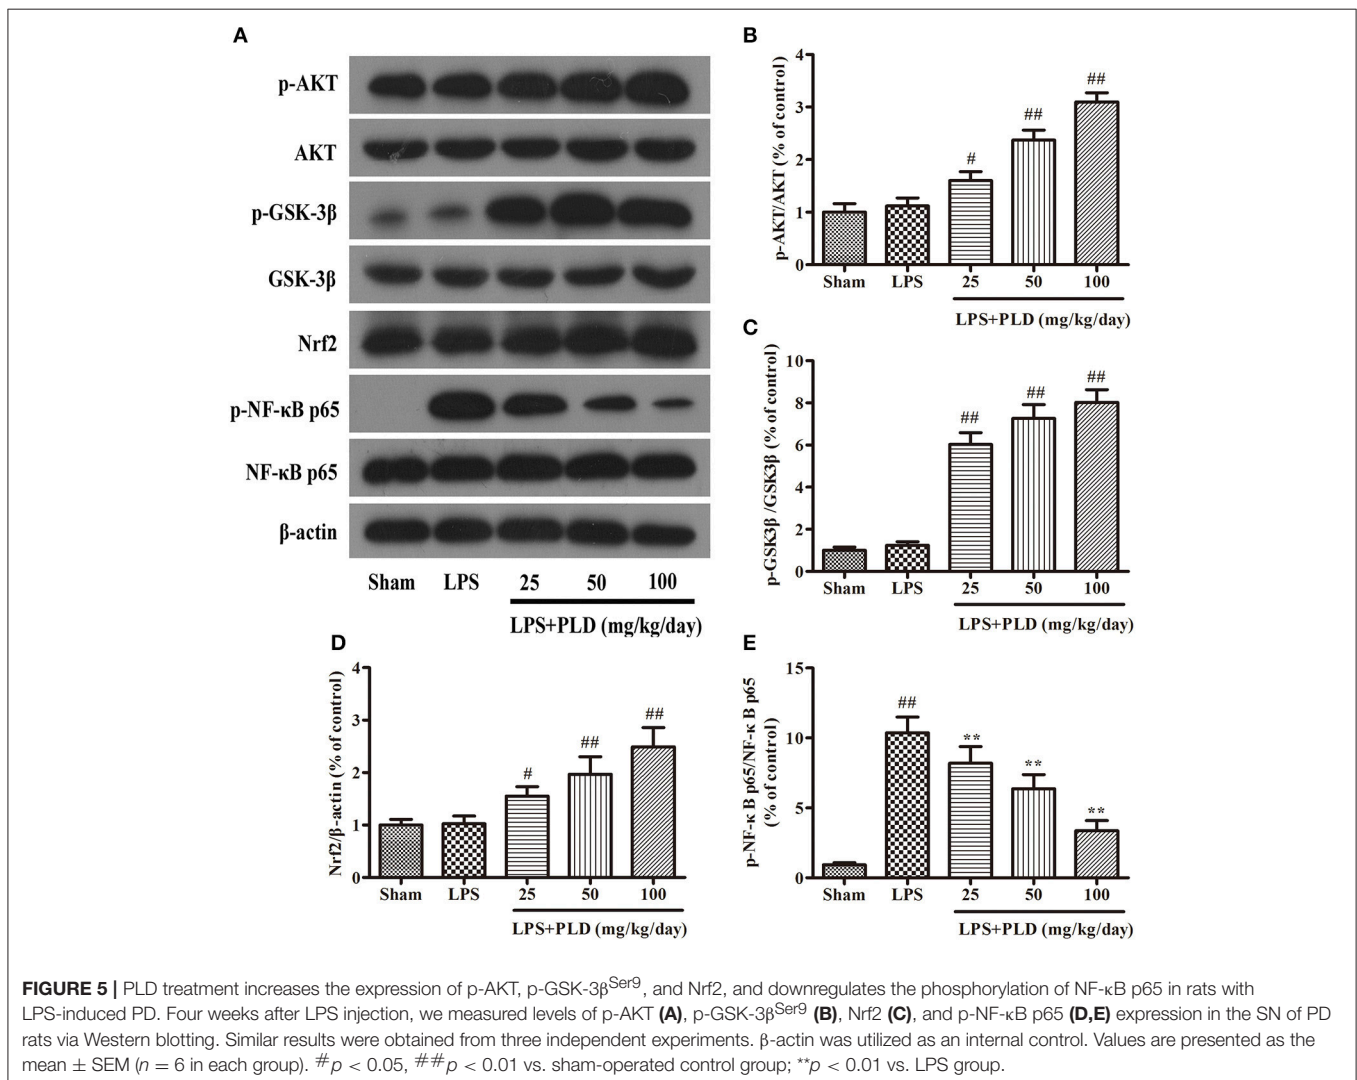 A
p-AKT
AKT
p-GSK-3β
GSK-3β
Nrf2
p-NF-κB p65
NF-κB p65
β-actin
Sham LPS 25 50 100
LPS+PLD (mg/kg/day)
B
p-AKT/AKT (% of control)
4
3
2
1
0
#
##
##
Sham LPS 25 50 100
LPS+PLD (mg/kg/day)
C
p-GSK3β /GSK3β (% of control)
10
8
6
4
2
0
##
##
##
Sham LPS 25 50 100
LPS+PLD (mg/kg/day)
D
Nrf2/β-actin (% of control)
4
3
2
1
0
#
##
##
Sham LPS 25 50 100
LPS+PLD (mg/kg/day)
E
p-NF-κ B p65/NF-κ B p65
(% of control)
15
10
5
0
##
**
**
**
Sham LPS 25 50 100
LPS+PLD (mg/kg/day)
FIGURE 5 | PLD treatment increases the expression of p-AKT, p-GSK-3βSer9, and Nrf2, and downregulates the phosphorylation of NF-κB p65 in rats with
LPS-induced PD. Four weeks after LPS injection, we measured levels of p-AKT (A), p-GSK-3βSer9 (B), Nrf2 (C), and p-NF-κB p65 (D,E) expression in the SN of PD
rats via Western blotting. Similar results were obtained from three independent experiments. β-actin was utilized as an internal control. Values are presented as the
mean ± SEM (n = 6 in each group). #p < 0.05, ##p < 0.01 vs. sham-operated control group; **p < 0.01 vs. LPS group.